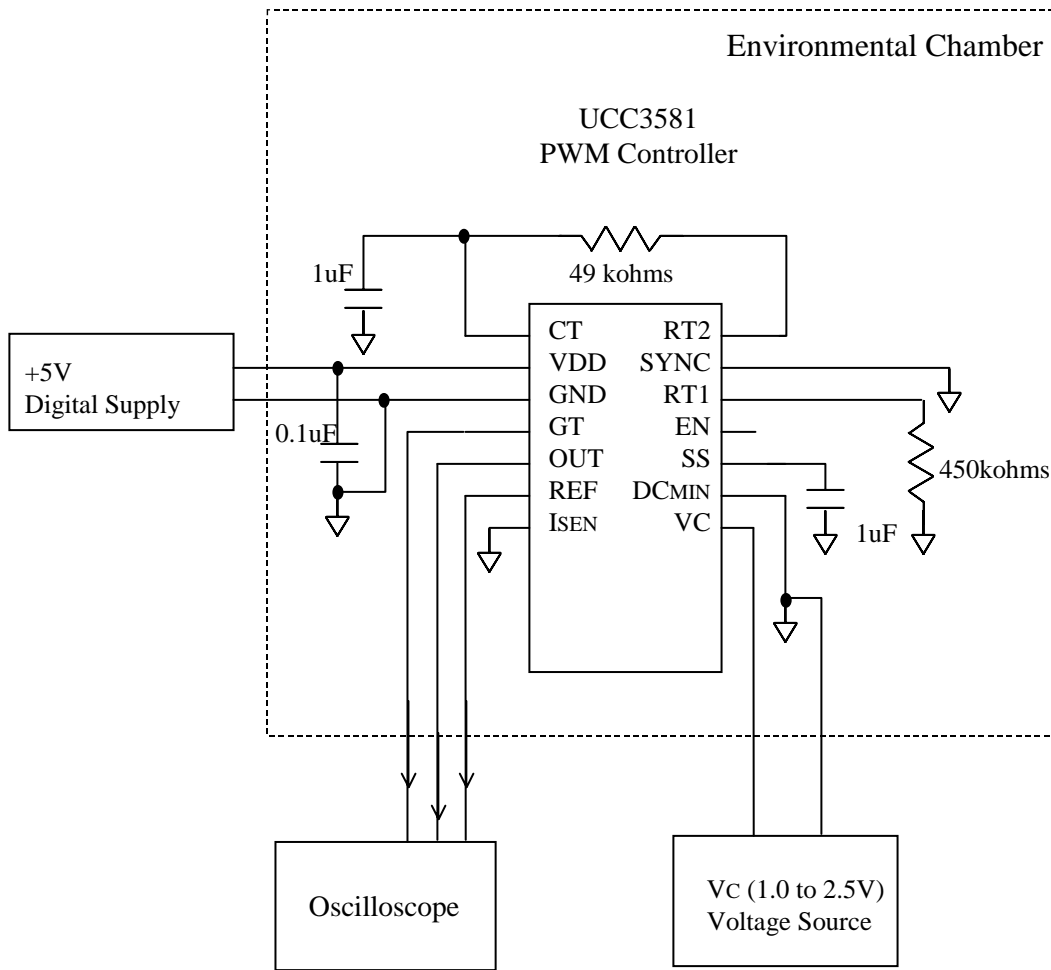 Environmental Chamber
UCC3581
PWM Controller
1uF
49 kohms
+5V
Digital Supply
0.1uF
CT
VDD
GND
GT
OUT
REF
ISEN
RT2
SYNC
RT1
EN
SS
DCMIN
VC
450kohms
1uF
Oscilloscope
VC (1.0 to 2.5V)
Voltage Source